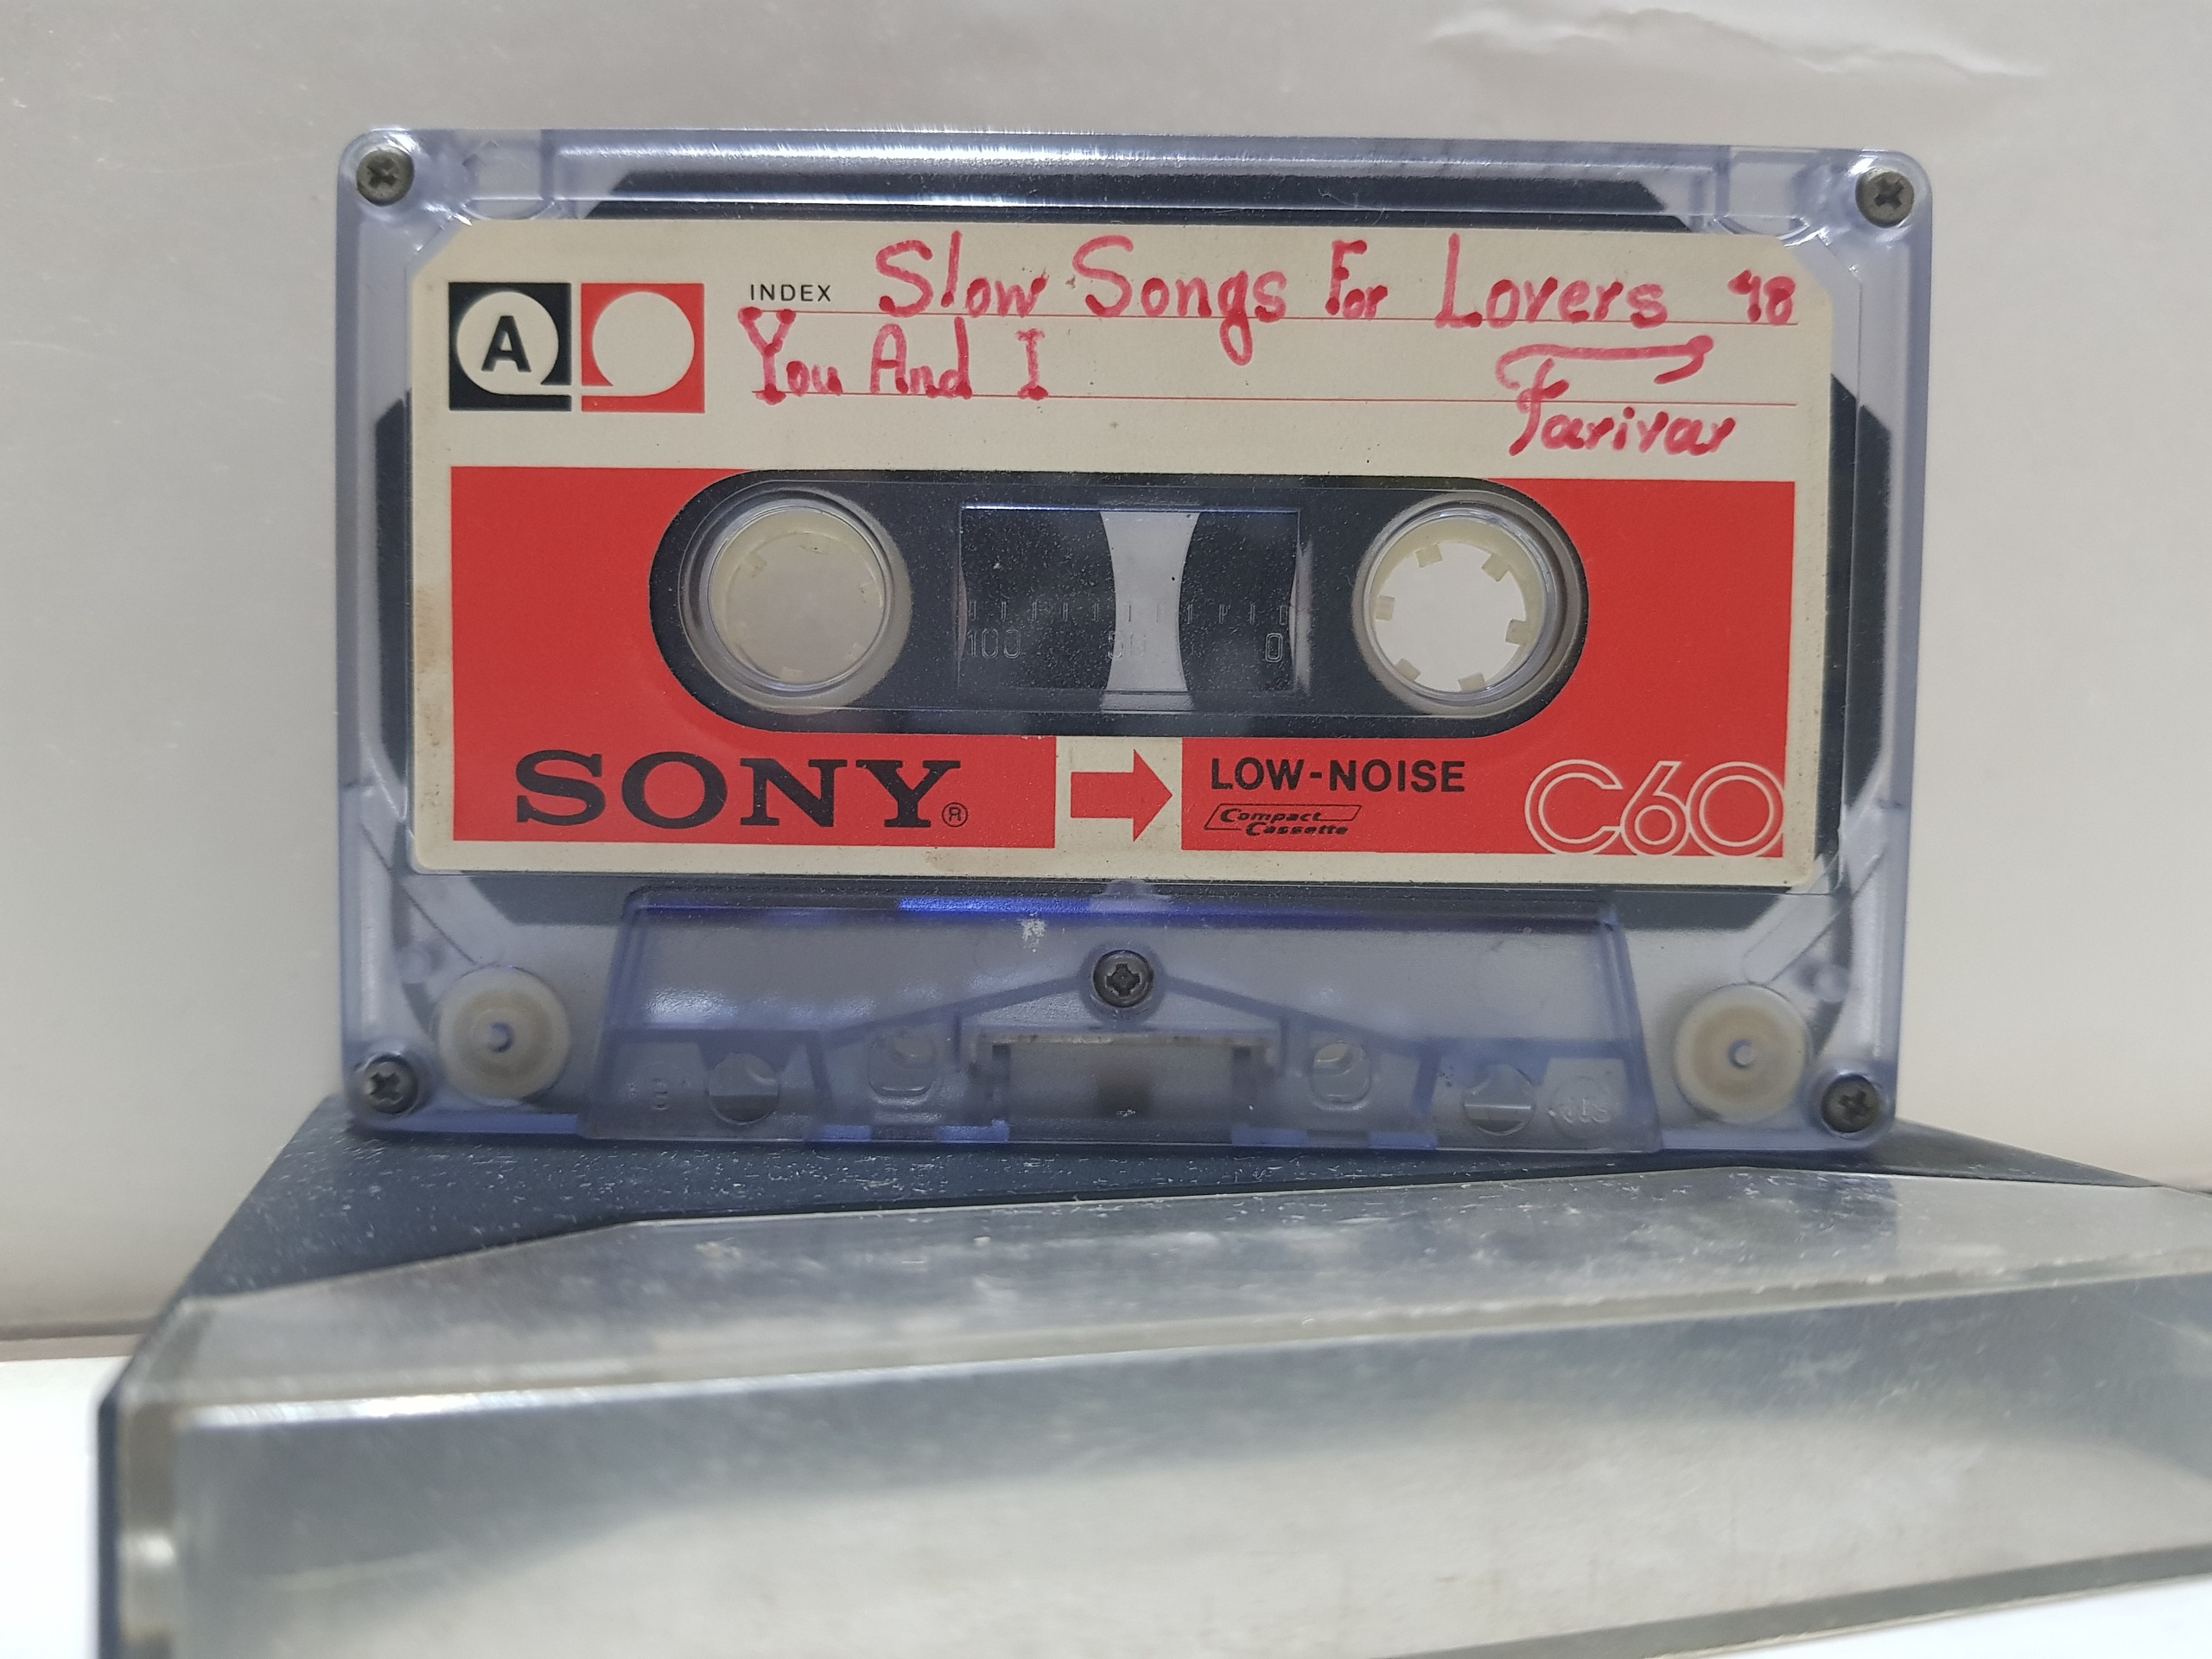 A
INDEX Slow Songs For Lovers 98
You And I
Farivar
100 50 0
SONY®
LOW-NOISE
Compact Cassette
C60